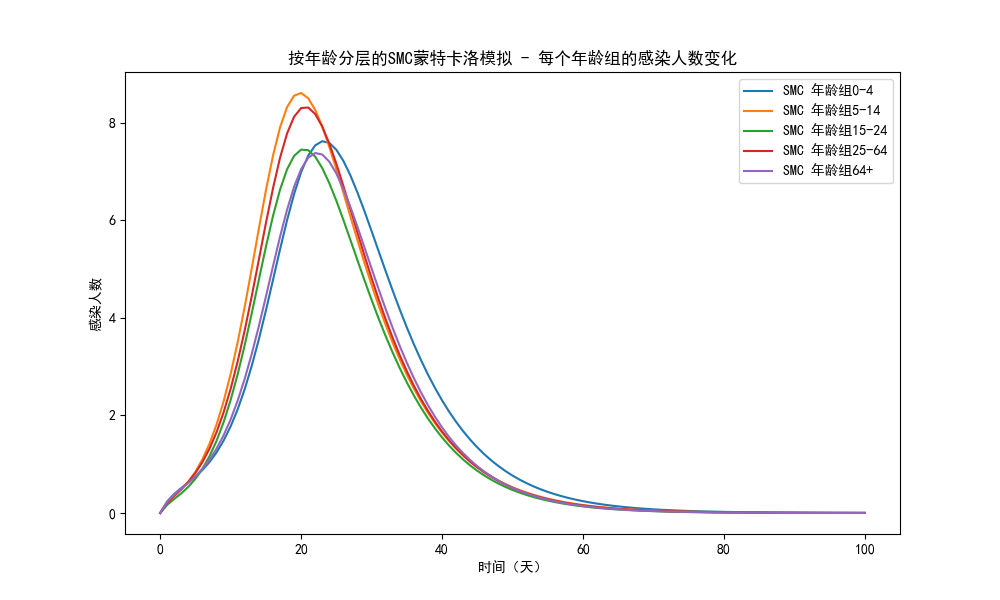 按年龄分层的SMC蒙特卡洛模拟 - 每个年龄组的感染人数变化
SMC 年龄组0-4
SMC 年龄组5-14
SMC 年龄组15-24
SMC 年龄组25-64
SMC 年龄组64+
感染人数
8
6
4
2
0
0 20 40 60 80 100
时间（天）